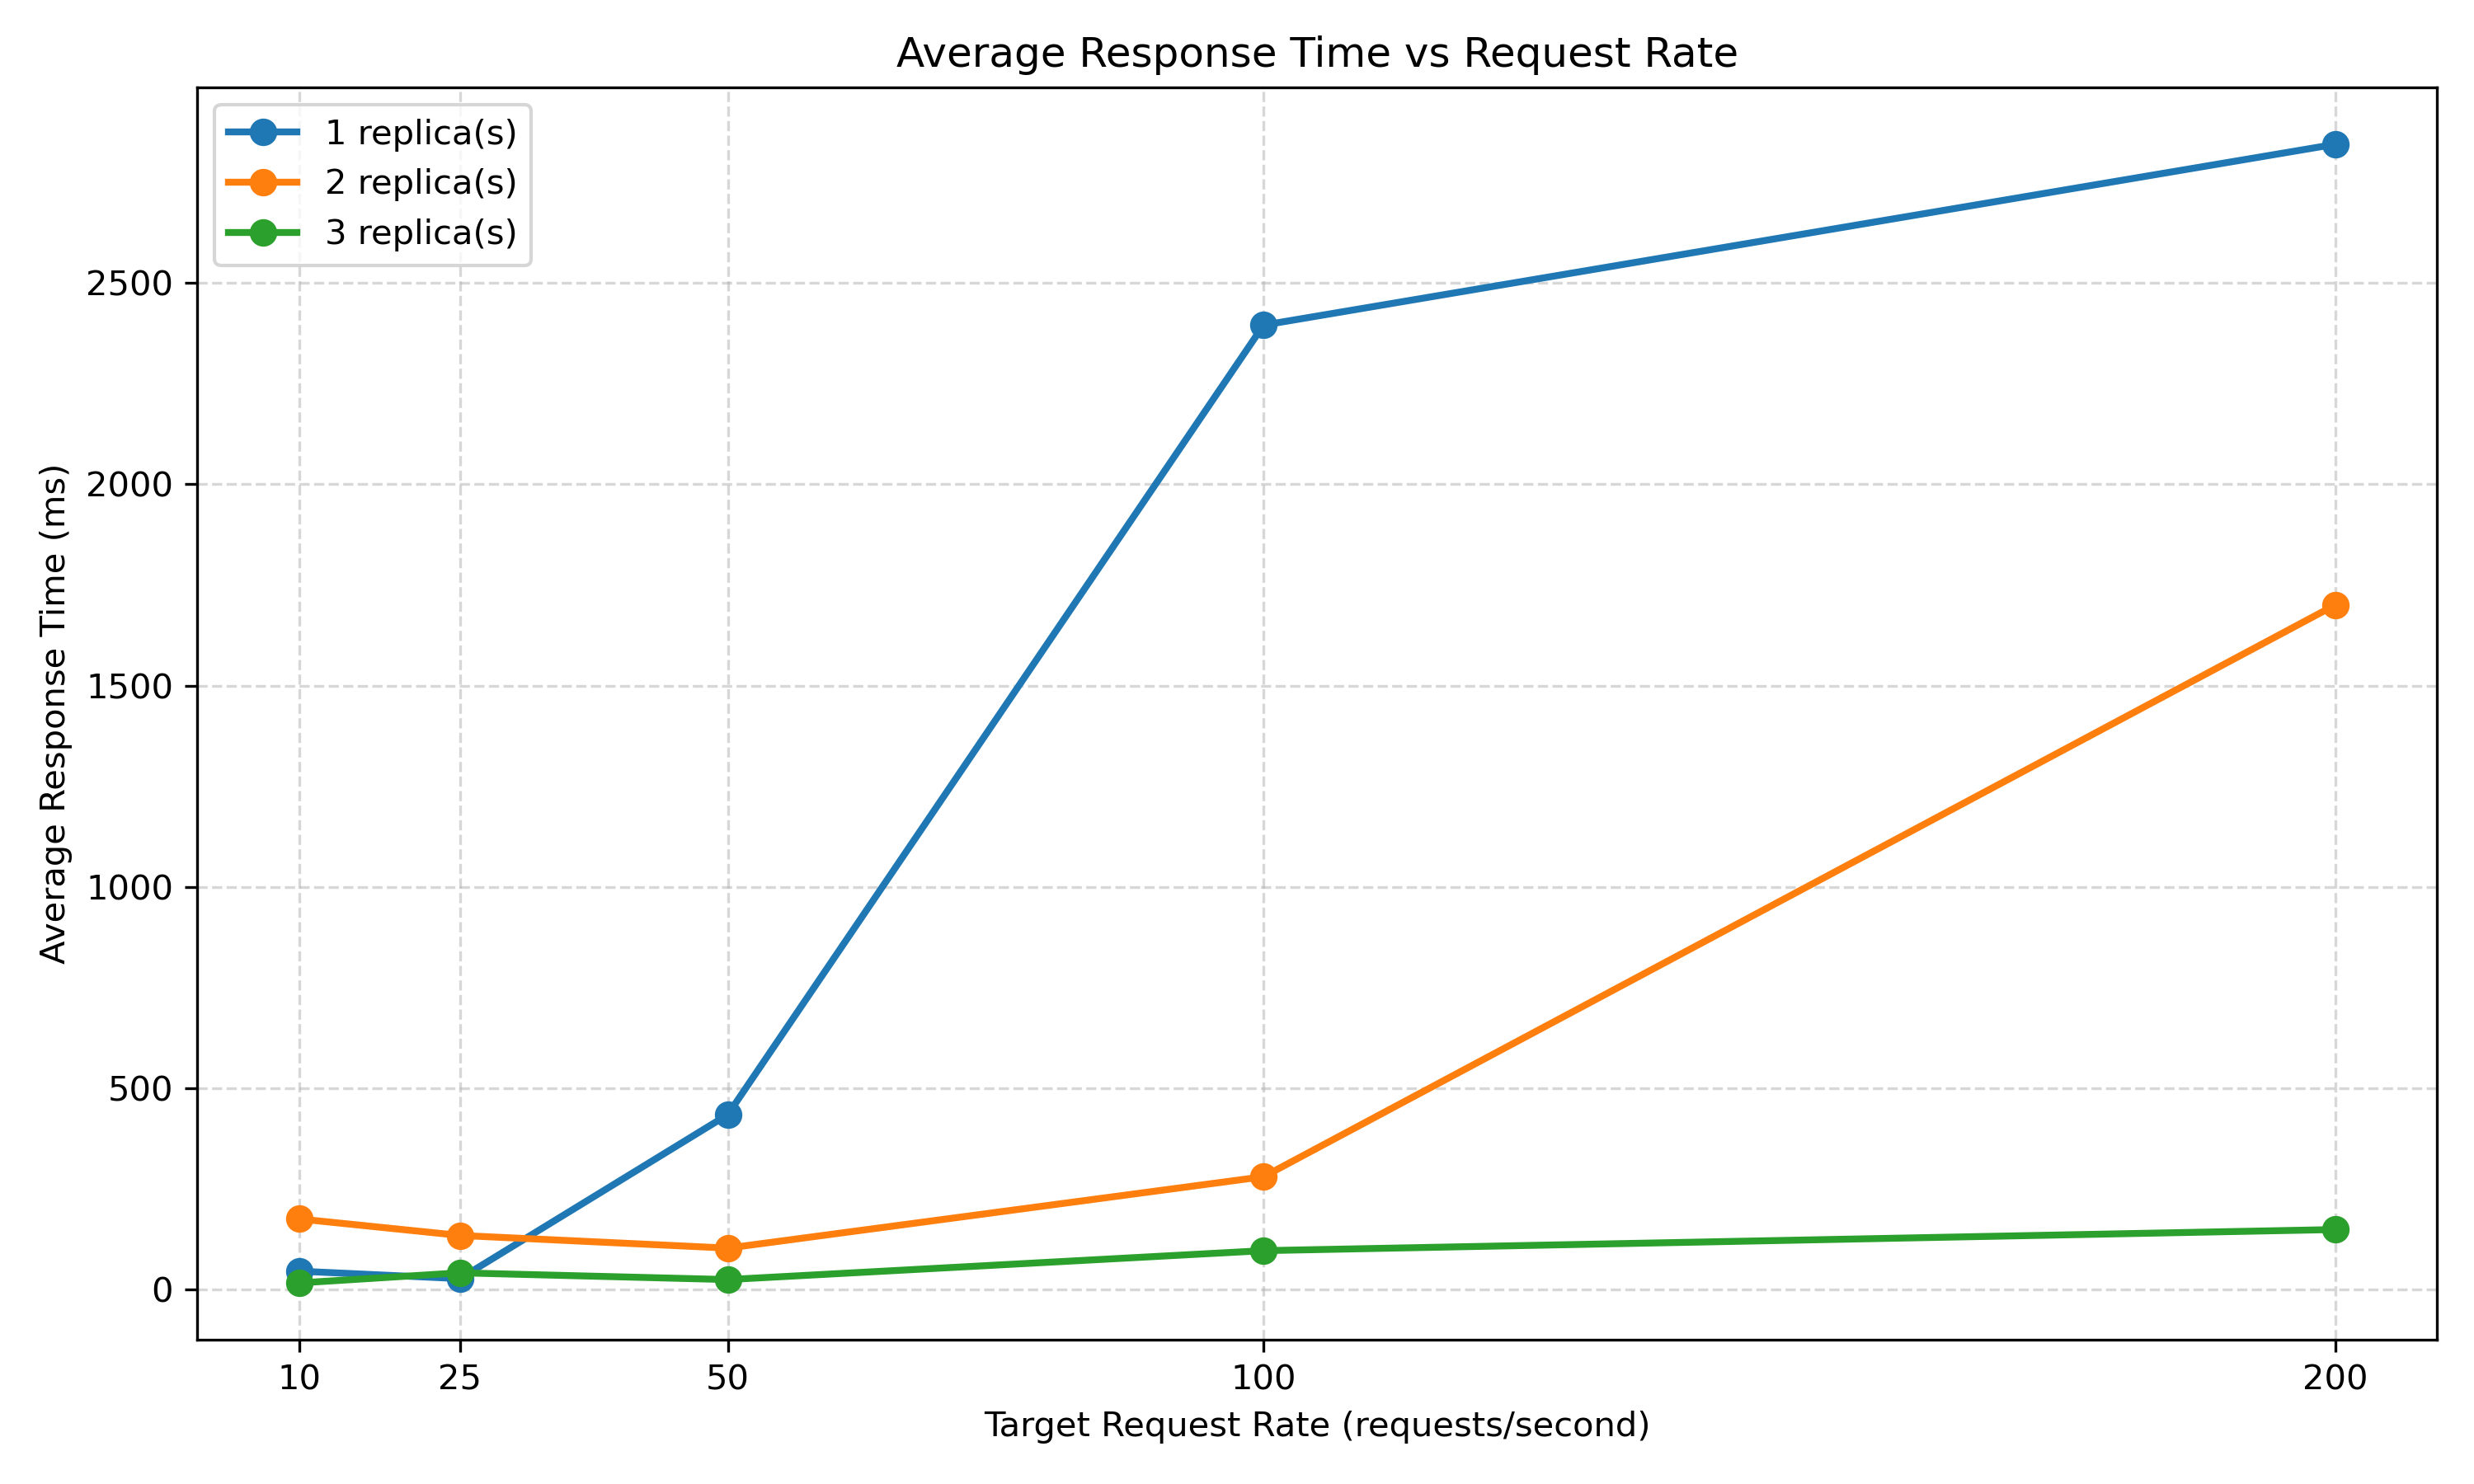 Average Response Time vs Request Rate
1 replica(s)
2 replica(s)
3 replica(s)
Average Response Time (ms)
2500
2000
1500
1000
500
0
10 25 50 100 200
Target Request Rate (requests/second)